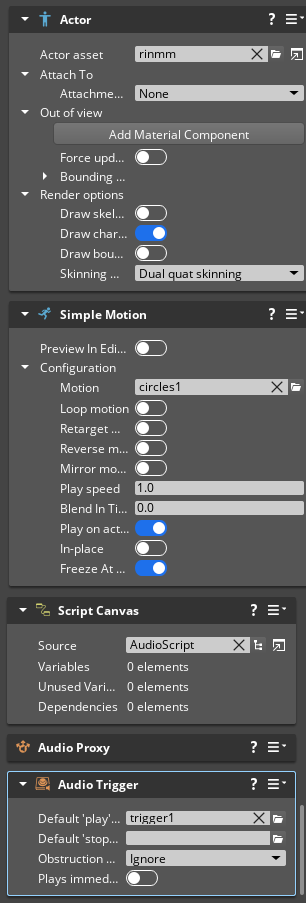 Actor ?
Actor asset rinmm
Attach To
Attachme... None
Out of view
Add Material Component
Force upd...
Bounding ...
Render options
Draw skel...
Draw char...
Draw bou...
Skinning ... Dual quat skinning
Simple Motion ?
Preview In Edi...
Configuration
Motion circles1
Loop motion
Retarget ...
Reverse m...
Mirror mo...
Play speed 1.0
Blend In Ti... 0.0
Play on act...
In-place
Freeze At ...
Script Canvas ?
Source AudioScript
Variables 0 elements
Unused Vari... 0 elements
Dependencies 0 elements
Audio Proxy ?
Audio Trigger ?
Default 'play'... trigger1
Default 'stop...
Obstruction ... Ignore
Plays immed...